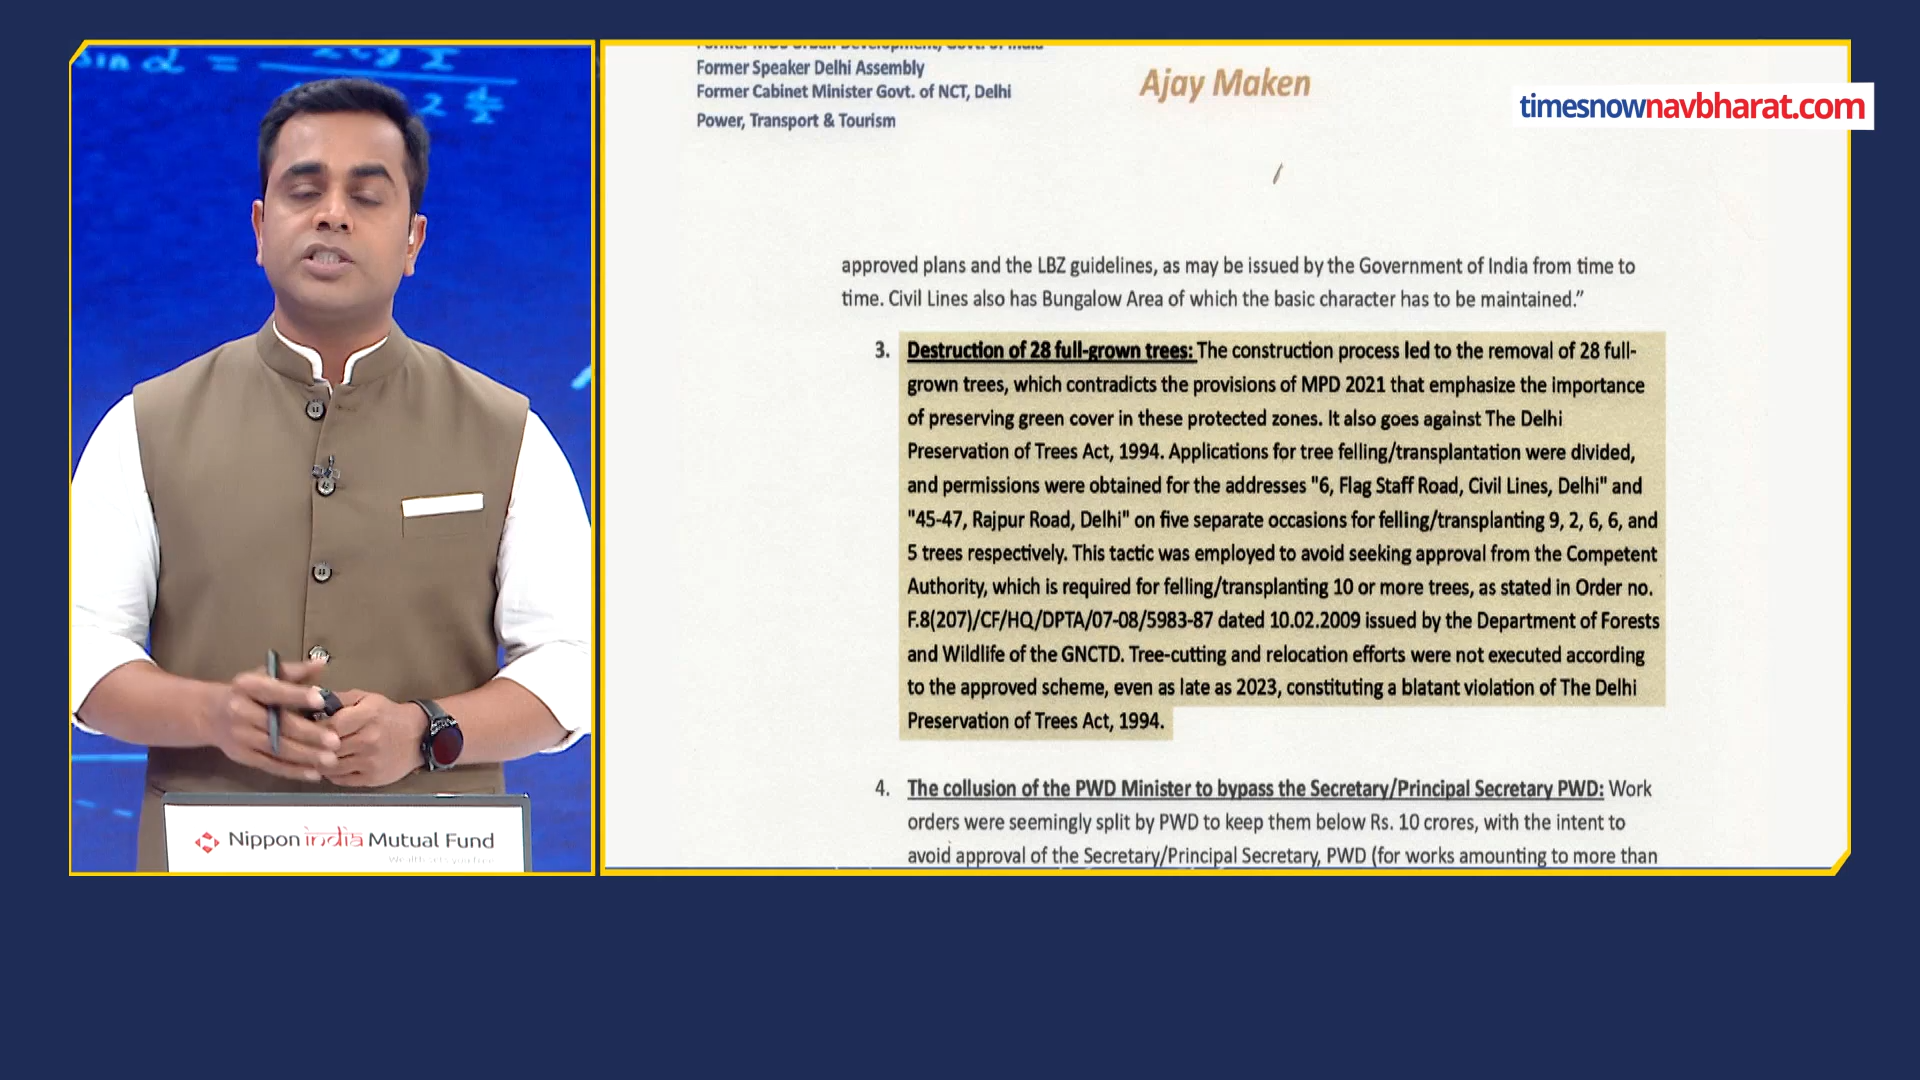 sin α =
2
Former MOS Urban Development, Govt. of India
Former Speaker Delhi Assembly
Former Cabinet Minister Govt. of NCT, Delhi
Power, Transport & Tourism
Ajay Maken
timesnownavbharat.com
approved plans and the LBZ guidelines, as may be issued by the Government of India from time to
time. Civil Lines also has Bungalow Area of which the basic character has to be maintained.”
3. Destruction of 28 full-grown trees: The construction process led to the removal of 28 full-
grown trees, which contradicts the provisions of MPD 2021 that emphasize the importance
of preserving green cover in these protected zones. It also goes against The Delhi
Preservation of Trees Act, 1994. Applications for tree felling/transplantation were divided,
and permissions were obtained for the addresses "6, Flag Staff Road, Civil Lines, Delhi" and
"45-47, Rajpur Road, Delhi" on five separate occasions for felling/transplanting 9, 2, 6, 6, and
5 trees respectively. This tactic was employed to avoid seeking approval from the Competent
Authority, which is required for felling/transplanting 10 or more trees, as stated in Order no.
F.8(207)/CF/HQ/DPTA/07-08/5983-87 dated 10.02.2009 issued by the Department of Forests
and Wildlife of the GNCTD. Tree-cutting and relocation efforts were not executed according
to the approved scheme, even as late as 2023, constituting a blatant violation of The Delhi
Preservation of Trees Act, 1994.
4. The collusion of the PWD Minister to bypass the Secretary/Principal Secretary PWD: Work
orders were seemingly split by PWD to keep them below Rs. 10 crores, with the intent to
avoid approval of the Secretary/Principal Secretary, PWD (for works amounting to more than
Nippon india Mutual Fund
Wealth sets you free